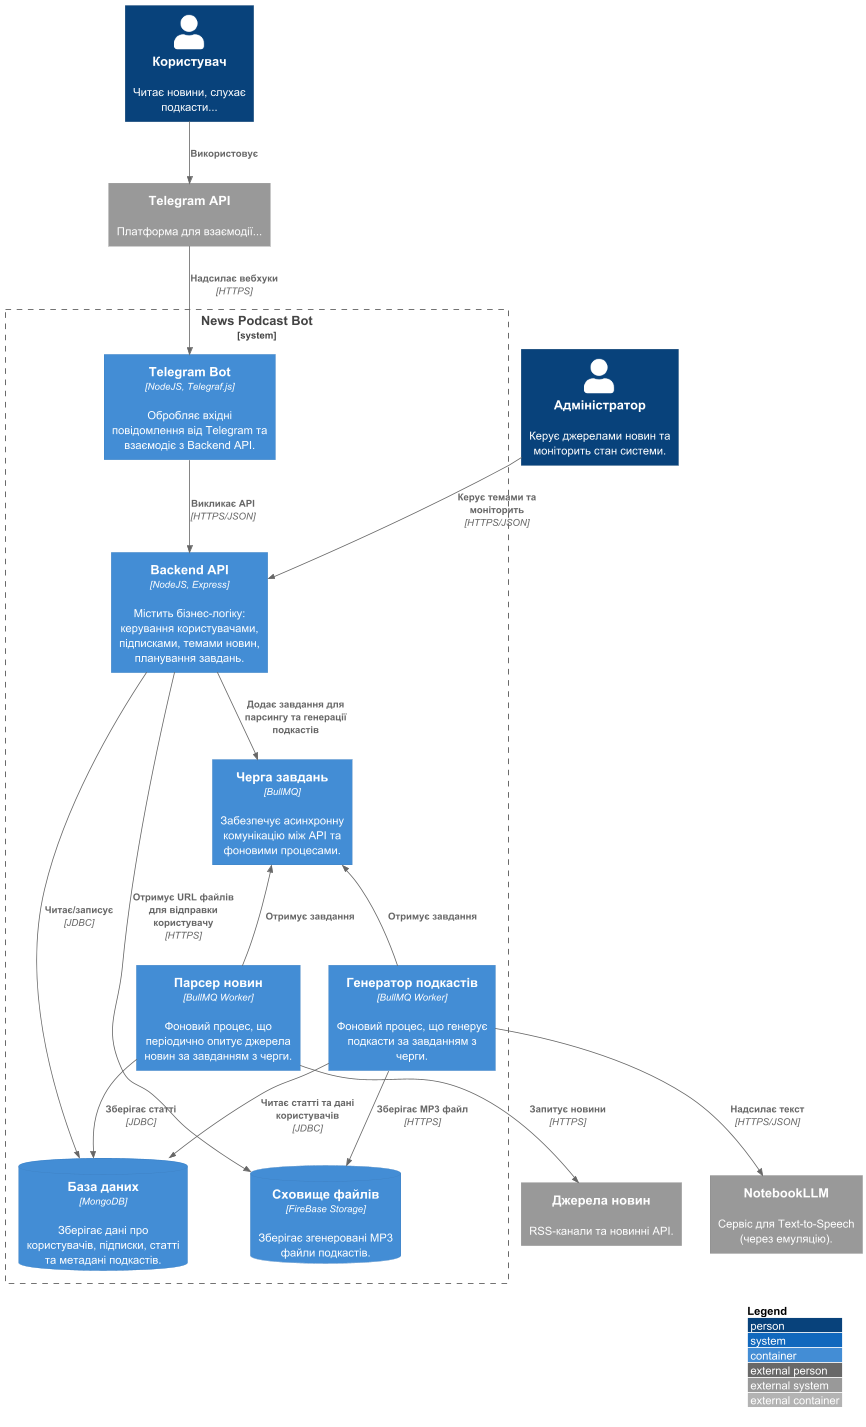 Користувач
Читає новини, слухає
подкасти...
Використовує
Telegram API
Платформа для взаємодії...
Надсилає вебхуки
[HTTPS]
News Podcast Bot
[system]
Telegram Bot
[NodeJS, Telegraf.js]
Обробляє вхідні
повідомлення від Telegram та
взаємодіє з Backend API.
Адміністратор
Керує джерелами новин та
моніторить стан системи.
Викликає API
[HTTPS/JSON]
Керує темами та
моніторить
[HTTPS/JSON]
Backend API
[NodeJS, Express]
Містить бізнес-логіку:
керування користувачами,
підписками, темами новин,
планування завдань.
Додає завдання для
парсингу та генерації
подкастів
Черга завдань
[BullMQ]
Забезпечує асинхронну
комунікацію між API та
фоновими процесами.
Читає/записує
[JDBC]
Отримує URL файлів
для відправки
користувачу
[HTTPS]
Отримує завдання
Отримує завдання
Парсер новин
[BullMQ Worker]
Фоновий процес, що
періодично опитує джерела
новин за завданням з черги.
Генератор подкастів
[BullMQ Worker]
Фоновий процес, що генерує
подкасти за завданням з
черги.
Зберігає статті
[JDBC]
Читає статті та дані
користувачів
[JDBC]
Зберігає MP3 файл
[HTTPS]
Запитує новини
[HTTPS]
Надсилає текст
[HTTPS/JSON]
База даних
[MongoDB]
Зберігає дані про
користувачів, підписки, статті
та метадані подкастів.
Сховище файлів
[FireBase Storage]
Зберігає згенеровані MP3
файли подкастів.
Джерела новин
RSS-канали та новинні API.
NotebookLLM
Сервіс для Text-to-Speech
(через емуляцію).
Legend
person
system
container
external person
external system
external container